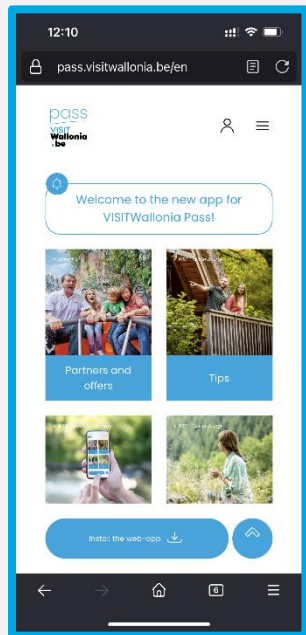 12:10
pass.visitwallonia.be/en
pass
VISIT
Wallonia
.be
Welcome to the new app for
VISITWallonia Pass!
Partners and
offers
Tips
Install the web-app
6